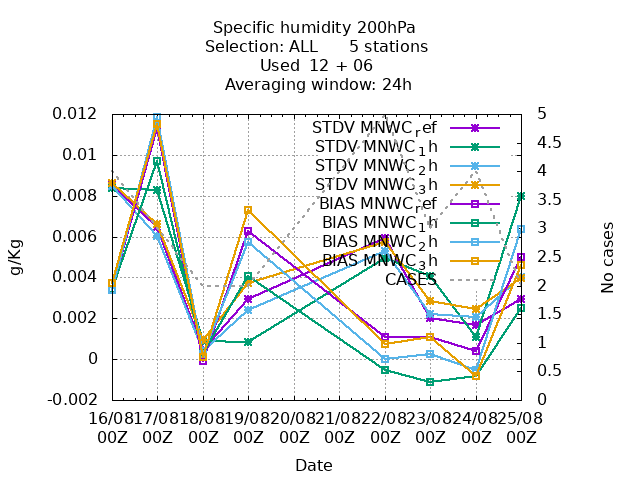 Specific humidity 200hPa
Selection: ALL 5 stations
Used 12 + 06
Averaging window: 24h
0.012
0.01
0.008
0.006
0.004
0.002
0
-0.002
g/Kg
5
4.5
4
3.5
3
2.5
2
1.5
1
0.5
0
No cases
STDV MNWC_ref
STDV MNWC_1h
STDV MNWC_2h
STDV MNWC_3h
BIAS MNWC_ref
BIAS MNWC_1h
BIAS MNWC_2h
BIAS MNWC_3h
CASES
16/08 17/08 18/08 19/08 20/08 21/08 22/08 23/08 24/08 25/08
00Z 00Z 00Z 00Z 00Z 00Z 00Z 00Z 00Z 00Z
Date